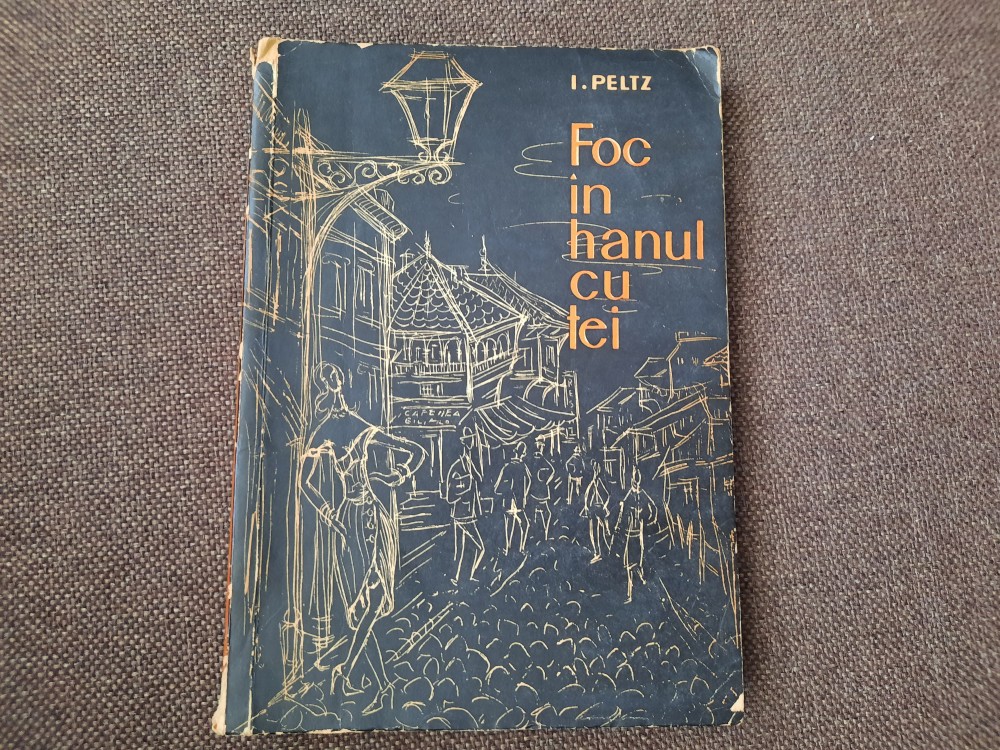 I. PELTZ
Foc
în
hanul
cu
tei
CAFENEA